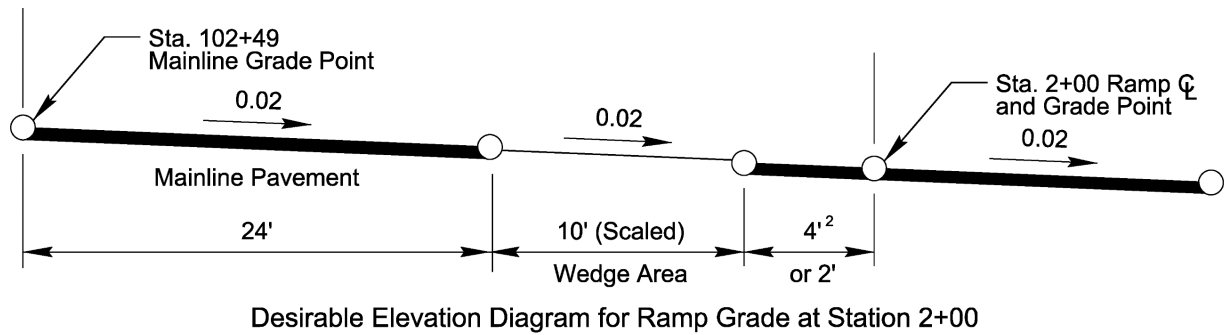 Sta. 102+49
Mainline Grade Point
0.02
0.02
Sta. 2+00 Ramp ℄
and Grade Point
0.02
Mainline Pavement
24'
10' (Scaled)
Wedge Area
4'²
or 2'
Desirable Elevation Diagram for Ramp Grade at Station 2+00